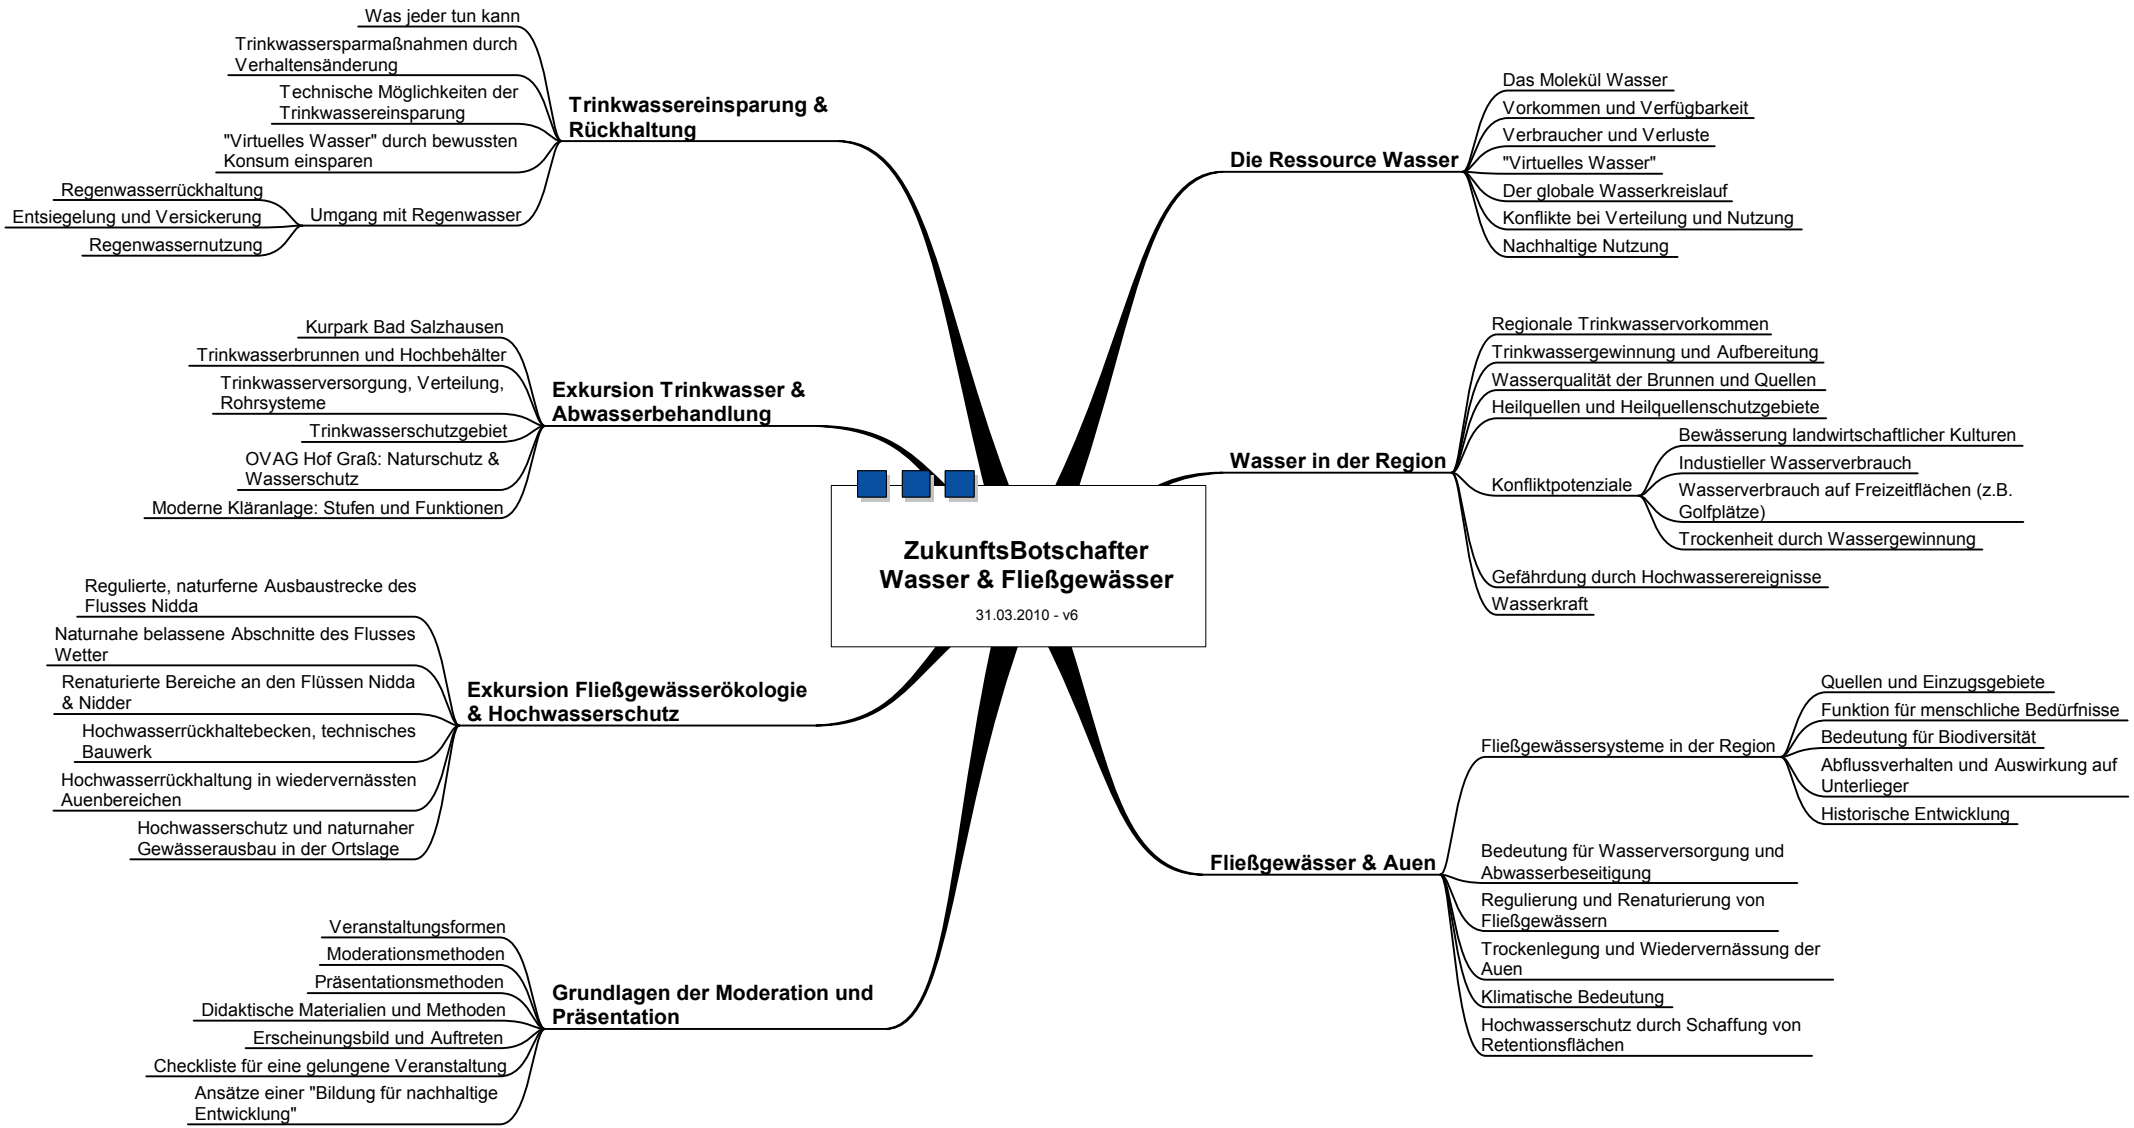 ZukunftsBotschafter
Wasser & Fließgewässer
31.03.2010 - v6
Die Ressource Wasser
Das Molekül Wasser
Vorkommen und Verfügbarkeit
Verbraucher und Verluste
"Virtuelles Wasser"
Der globale Wasserkreislauf
Konflikte bei Verteilung und Nutzung
Nachhaltige Nutzung
Wasser in der Region
Regionale Trinkwasservorkommen
Trinkwassergewinnung und Aufbereitung
Wasserqualität der Brunnen und Quellen
Heilquellen und Heilquellenschutzgebiete
Konfliktpotenziale
Bewässerung landwirtschaftlicher Kulturen
Industieller Wasserverbrauch
Wasserverbrauch auf Freizeitflächen (z.B.
Golfplätze)
Trockenheit durch Wassergewinnung
Gefährdung durch Hochwasserereignisse
Wasserkraft
Fließgewässer & Auen
Fließgewässersysteme in der Region
Quellen und Einzugsgebiete
Funktion für menschliche Bedürfnisse
Bedeutung für Biodiversität
Abflussverhalten und Auswirkung auf
Unterlieger
Historische Entwicklung
Bedeutung für Wasserversorgung und
Abwasserbeseitigung
Regulierung und Renaturierung von
Fließgewässern
Trockenlegung und Wiedervernässung der
Auen
Klimatische Bedeutung
Hochwasserschutz durch Schaffung von
Retentionsflächen
Trinkwassereinsparung &
Rückhaltung
Was jeder tun kann
Trinkwassersparmaßnahmen durch
Verhaltensänderung
Technische Möglichkeiten der
Trinkwassereinsparung
"Virtuelles Wasser" durch bewussten
Konsum einsparen
Umgang mit Regenwasser
Regenwasserrückhaltung
Entsiegelung und Versickerung
Regenwassernutzung
Exkursion Trinkwasser &
Abwasserbehandlung
Kurpark Bad Salzhausen
Trinkwasserbrunnen und Hochbehälter
Trinkwasserversorgung, Verteilung,
Rohrsysteme
Trinkwasserschutzgebiet
OVAG Hof Graß: Naturschutz &
Wasserschutz
Moderne Kläranlage: Stufen und Funktionen
Exkursion Fließgewässerökologie
& Hochwasserschutz
Regulierte, naturferne Ausbaustrecke des
Flusses Nidda
Naturnahe belassene Abschnitte des Flusses
Wetter
Renaturierte Bereiche an den Flüssen Nidda
& Nidder
Hochwasserrückhaltebecken, technisches
Bauwerk
Hochwasserrückhaltung in wiedervernässten
Auenbereichen
Hochwasserschutz und naturnaher
Gewässerausbau in der Ortslage
Grundlagen der Moderation und
Präsentation
Veranstaltungsformen
Moderationsmethoden
Präsentationsmethoden
Didaktische Materialien und Methoden
Erscheinungsbild und Auftreten
Checkliste für eine gelungene Veranstaltung
Ansätze einer "Bildung für nachhaltige
Entwicklung"